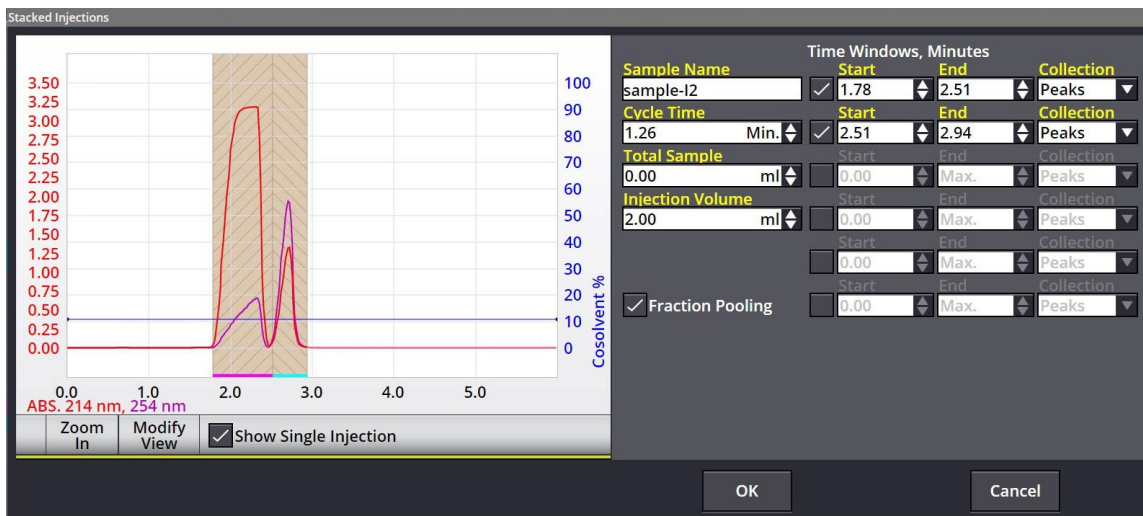 Stacked Injections
3.50
3.25
3.00
2.75
2.50
2.25
2.00
1.75
1.50
1.25
1.00
0.75
0.50
0.25
0.00
100
90
80
70
60
50
40
30
20
10
0
Cosolvent %
0.0 1.0 2.0 3.0 4.0 5.0
ABS. 214 nm, 254 nm
Zoom In
Modify View
Show Single Injection
Time Windows, Minutes
Sample Name Start End Collection
sample-I2 1.78 2.51 Peaks
Cycle Time Start End Collection
1.26 Min. 2.51 2.94 Peaks
Total Sample Start End Collection
0.00 ml 0.00 Max. Peaks
Injection Volume Start End Collection
2.00 ml 0.00 Max. Peaks
Start End Collection
0.00 Max. Peaks
Start End Collection
Fraction Pooling 0.00 Max. Peaks
OK Cancel